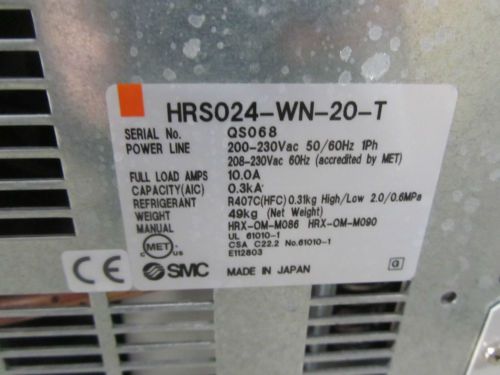 HRS024-WN-20-T
SERIAL No. QS068
POWER LINE 200-230Vac 50/60Hz 1Ph
208-230Vac 60Hz (accredited by MET)
FULL LOAD AMPS 10.0A
CAPACITY(AIC) 0.3kA
REFRIGERANT R407C(HFC) 0.31kg High/Low 2.0/0.6MPa
WEIGHT 49kg (Net Weight)
MANUAL HRX-OM-M086 HRX-OM-M090
UL 61010-1
CSA C22.2 No.61010-1
E112803
C MET US
CE SMC MADE IN JAPAN G